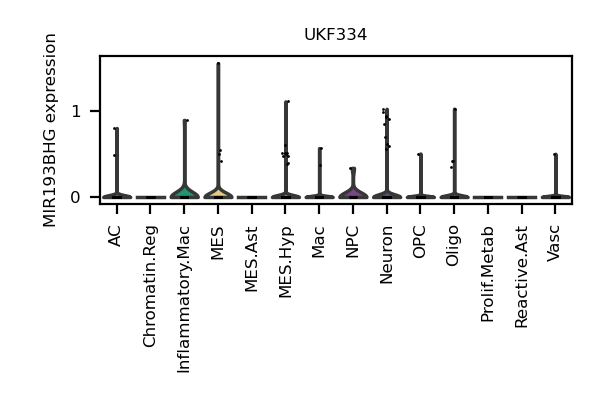 UKF334
MIR193BHG expression
1
0
AC
Chromatin.Reg
Inflammatory.Mac
MES
MES.Ast
MES.Hyp
Mac
NPC
Neuron
OPC
Oligo
Prolif.Metab
Reactive.Ast
Vasc